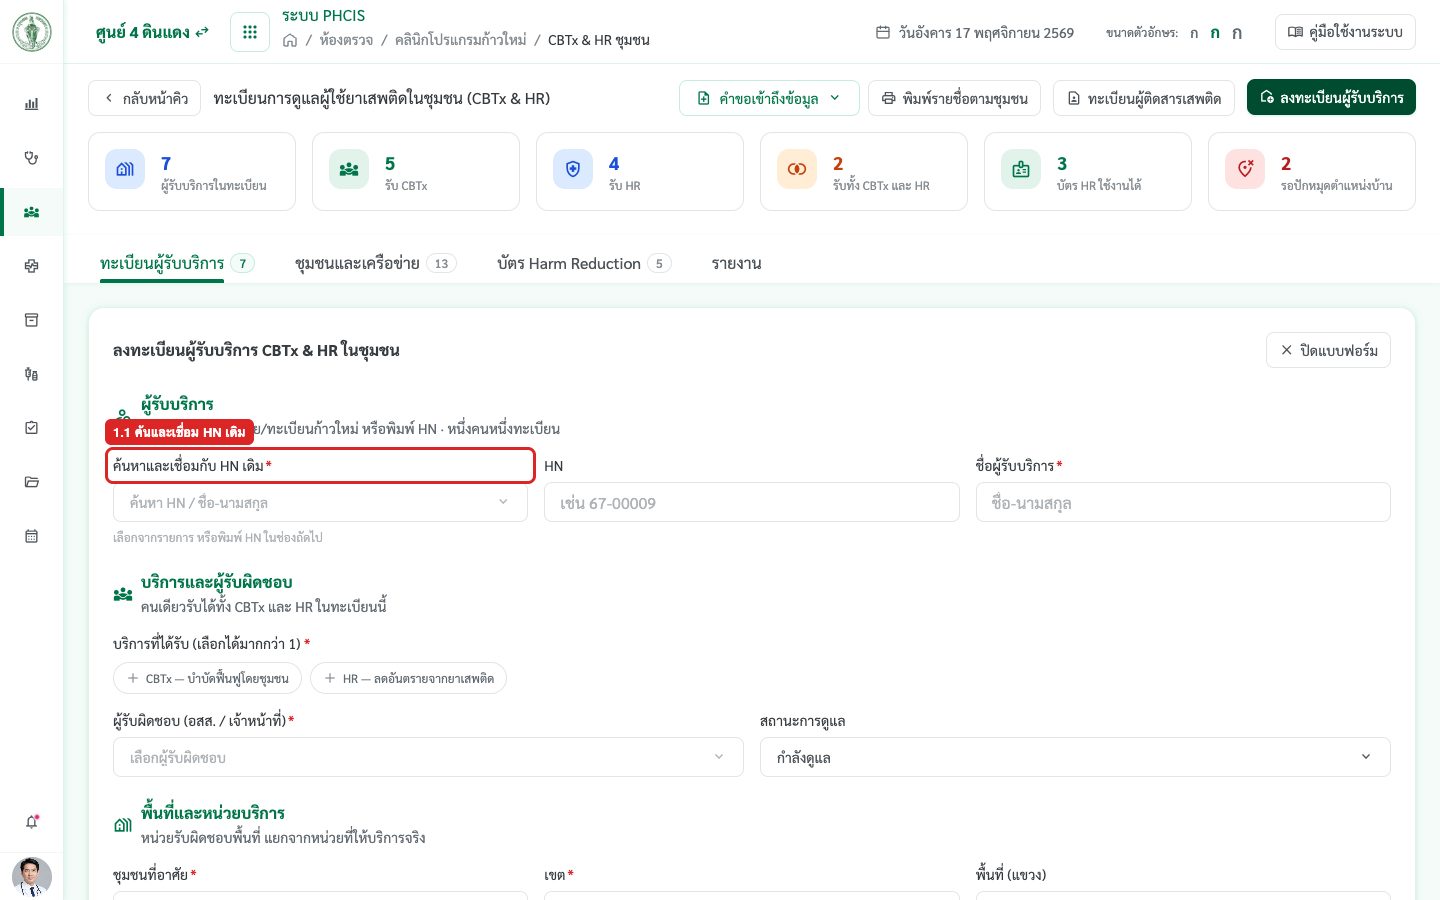 ศูนย์ 4 ดินแดง
ระบบ PHCIS
/ ห้องตรวจ / คลินิกโปรแกรมก้าวใหม่ / CBTx & HR ชุมชน
วันอังคาร 17 พฤศจิกายน 2569
ขนาดตัวอักษร: ก ก ก
คู่มือใช้งานระบบ
กลับหน้าคิว
ทะเบียนการดูแลผู้ใช้ยาเสพติดในชุมชน (CBTx & HR)
คำขอเข้าถึงข้อมูล
พิมพ์รายชื่อตามชุมชน
ทะเบียนผู้ติดสารเสพติด
ลงทะเบียนผู้รับบริการ
7
ผู้รับบริการในทะเบียน
5
รับ CBTx
4
รับ HR
2
รับทั้ง CBTx และ HR
3
บัตร HR ใช้งานได้
2
รอปักหมุดตำแหน่งบ้าน
ทะเบียนผู้รับบริการ 7
ชุมชนและเครือข่าย 13
บัตร Harm Reduction 5
รายงาน
ลงทะเบียนผู้รับบริการ CBTx & HR ในชุมชน
ปิดแบบฟอร์ม
ผู้รับบริการ
ย/ทะเบียนก้าวใหม่ หรือพิมพ์ HN · หนึ่งคนหนึ่งทะเบียน
1.1 ค้นและเชื่อม HN เดิม
ค้นหาและเชื่อมกับ HN เดิม*
HN
ชื่อผู้รับบริการ*
ค้นหา HN / ชื่อ-นามสกุล
เช่น 67-00009
ชื่อ-นามสกุล
เลือกจากรายการ หรือพิมพ์ HN ในช่องถัดไป
บริการและผู้รับผิดชอบ
คนเดียวรับได้ทั้ง CBTx และ HR ในทะเบียนนี้
บริการที่ได้รับ (เลือกได้มากกว่า 1) *
CBTx — บำบัดฟื้นฟูโดยชุมชน
HR — ลดอันตรายจากยาเสพติด
ผู้รับผิดชอบ (อสส. / เจ้าหน้าที่)*
สถานะการดูแล
เลือกผู้รับผิดชอบ
กำลังดูแล
พื้นที่และหน่วยบริการ
หน่วยรับผิดชอบพื้นที่ แยกจากหน่วยที่ให้บริการจริง
ชุมชนที่อาศัย*
เขต*
พื้นที่ (แขวง)